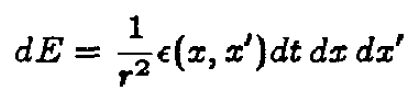 dE = \frac{1}{r^2} \epsilon(x, x') dt \, dx \, dx'